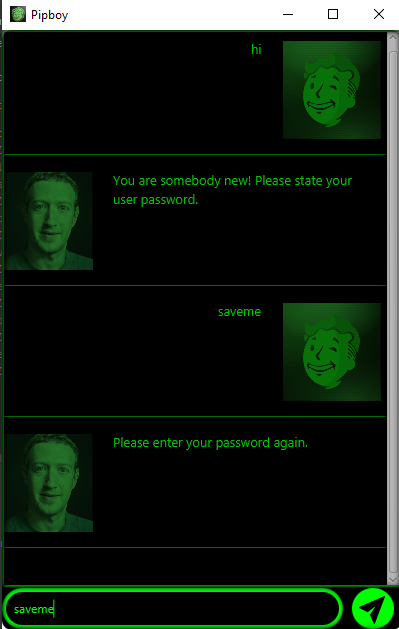 Pipboy
hi
You are somebody new! Please state your
user password.
saveme
Please enter your password again.
saveme